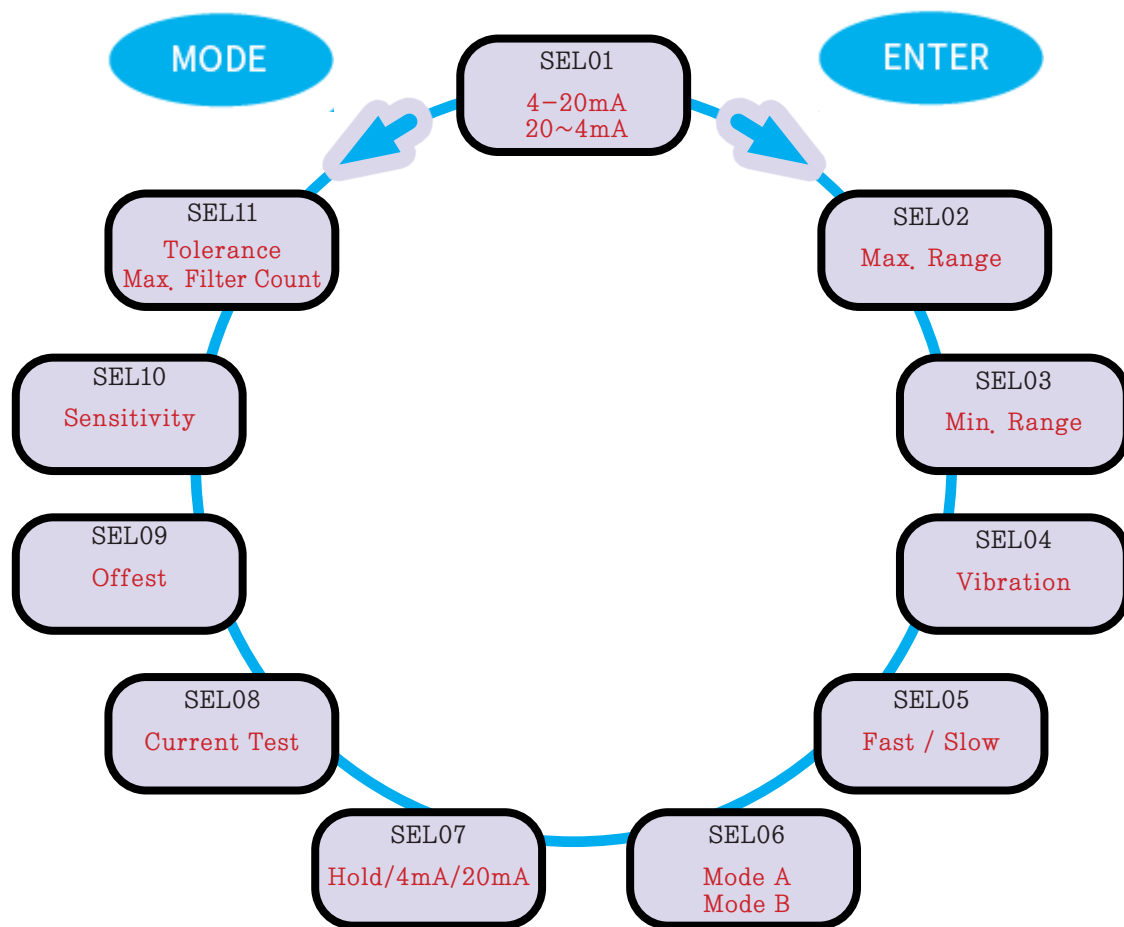 MODE
ENTER
SEL01
4-20mA
20~4mA
SEL02
Max. Range
SEL03
Min. Range
SEL04
Vibration
SEL05
Fast / Slow
SEL06
Mode A
Mode B
SEL07
Hold/4mA/20mA
SEL08
Current Test
SEL09
Offest
SEL10
Sensitivity
SEL11
Tolerance
Max. Filter Count